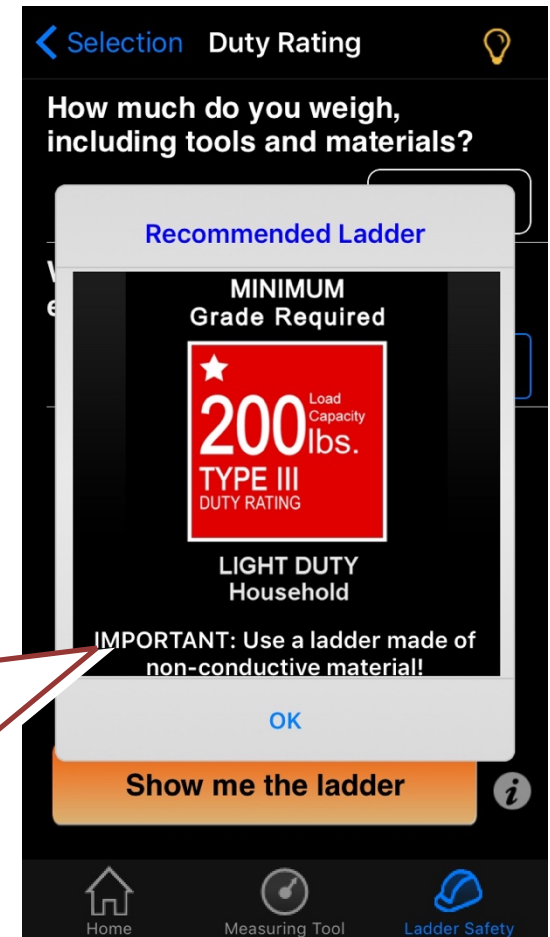 Selection Duty Rating
How much do you weigh,
including tools and materials?
Recommended Ladder
MINIMUM
Grade Required
200 lbs.
Load
Capacity
TYPE III
DUTY RATING
LIGHT DUTY
Household
IMPORTANT: Use a ladder made of
non-conductive material!
OK
Show me the ladder
i
Home Measuring Tool Ladder Safety